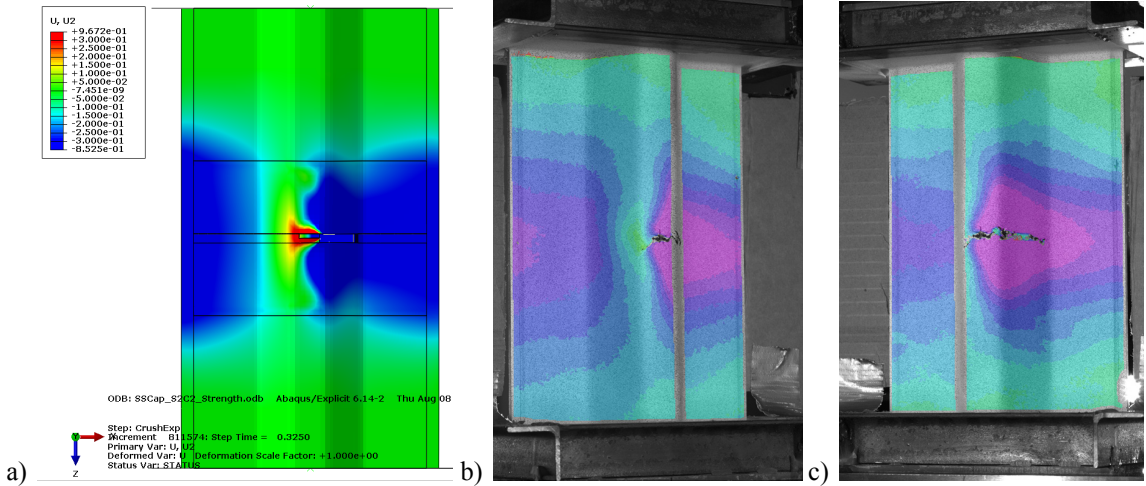 U, U2
+9.672e-01
+3.000e-01
+2.500e-01
+2.000e-01
+1.500e-01
+1.000e-01
+5.000e-02
-7.451e-09
-5.000e-02
-1.000e-01
-1.500e-01
-2.000e-01
-2.500e-01
-3.000e-01
-8.525e-01
ODB: SSCap_S2C2_Strength.odb Abaqus/Explicit 6.14-2 Thu Aug 08
Step: CrushExp
Increment 811574: Step Time = 0.3250
Primary Var: U, U2
Deformed Var: U Deformation Scale Factor: +1.000e+00
Status Var: STATUS
Y
X
Z
a)
b)
c)